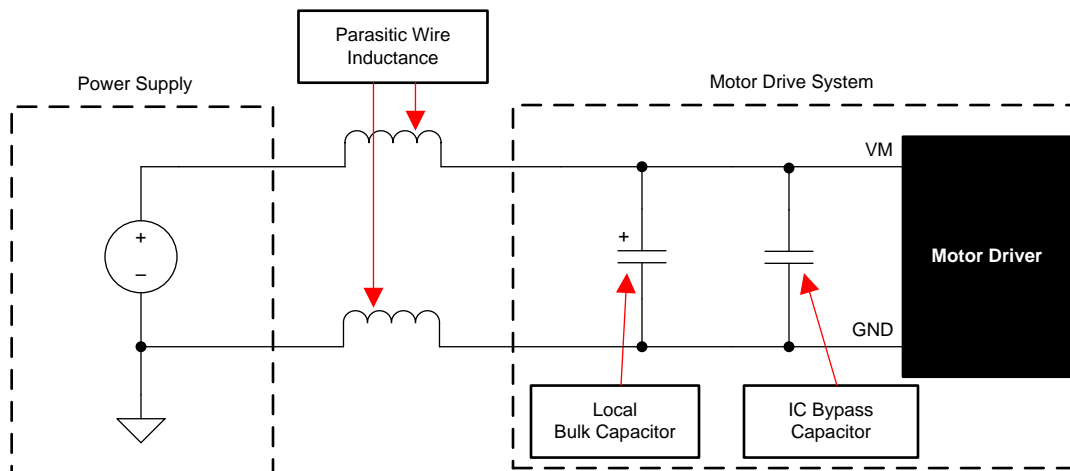 Parasitic Wire
Inductance
Power Supply
Motor Drive System
VM
+
–
+
Motor Driver
GND
Local
Bulk Capacitor
IC Bypass
Capacitor